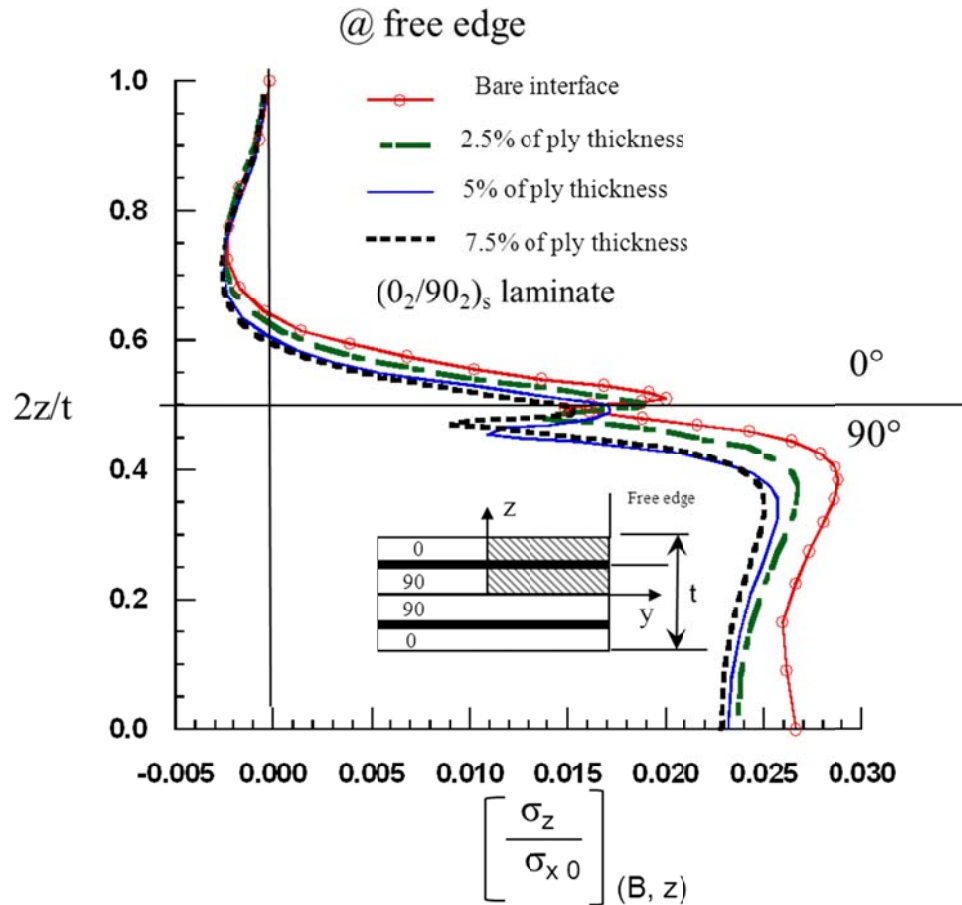 @ free edge
1.0
Bare interface
2.5% of ply thickness
0.8
5% of ply thickness
7.5% of ply thickness
(0₂/90₂)ₛ laminate
0.6
0°
2z/t
90°
0.4
Free edge
z
0
90
0.2
t
90
y
0
0.0
-0.005 0.000 0.005 0.010 0.015 0.020 0.025 0.030
[σz / σx 0] (B, z)